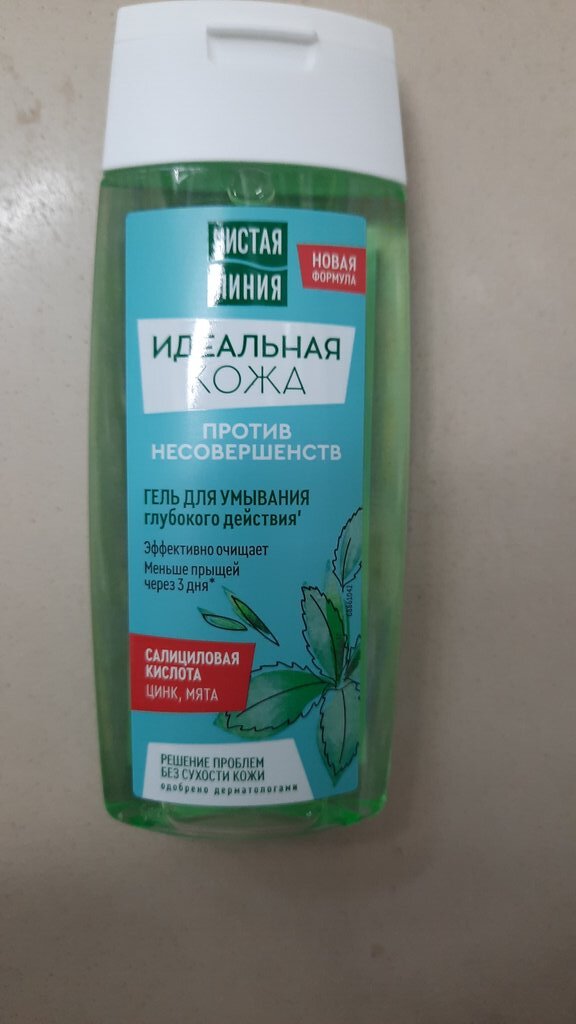 ЧИСТАЯ
ЛИНИЯ
НОВАЯ
ФОРМУЛА
ИДЕАЛЬНАЯ
КОЖА
ПРОТИВ
НЕСОВЕРШЕНСТВ
ГЕЛЬ ДЛЯ УМЫВАНИЯ
глубокого действия'
Эффективно очищает
Меньше прыщей
через 3 дня*
САЛИЦИЛОВАЯ
КИСЛОТА
ЦИНК, МЯТА
РЕШЕНИЕ ПРОБЛЕМ
БЕЗ СУХОСТИ КОЖИ
одобрено дерматологами